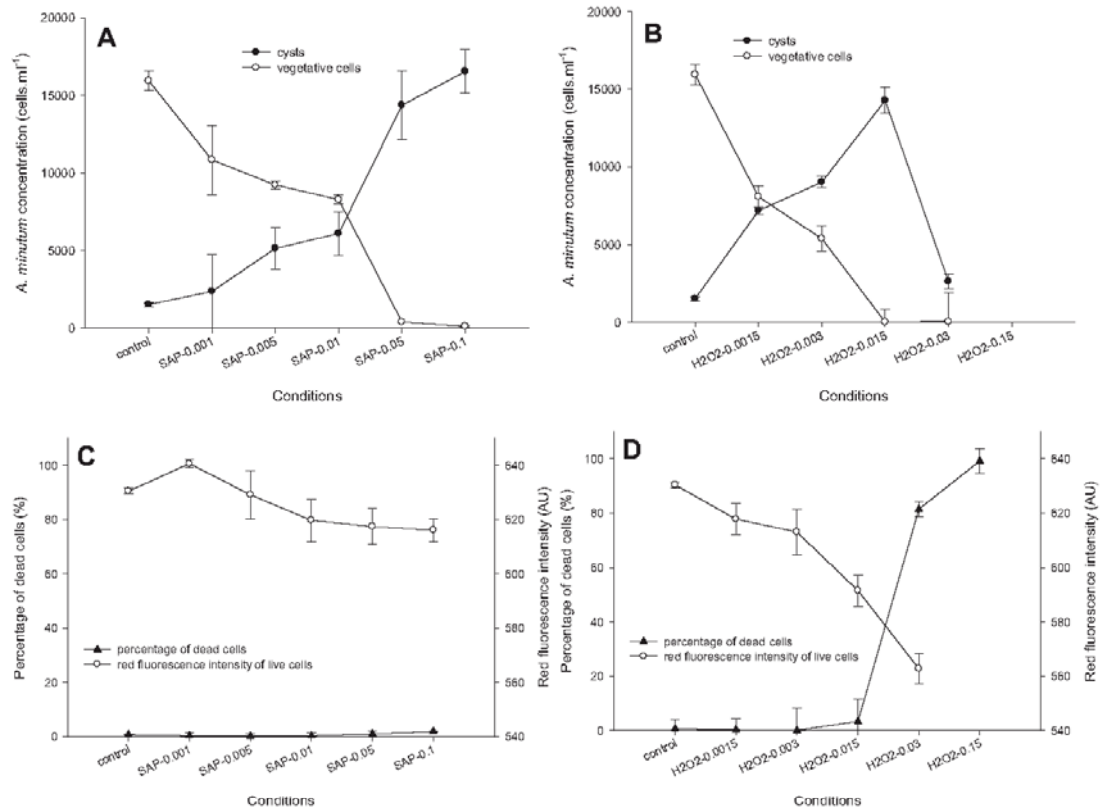 A
cysts
vegetative cells
A. minutum concentration (cells.ml⁻¹)
20000
15000
10000
5000
0
control
SAP-0.001
SAP-0.005
SAP-0.01
SAP-0.05
SAP-0.1
Conditions
B
cysts
vegetative cells
A. minutum concentration (cells.ml⁻¹)
20000
15000
10000
5000
0
control
H2O2-0.0015
H2O2-0.003
H2O2-0.015
H2O2-0.03
H2O2-0.15
Conditions
C
Percentage of dead cells (%)
100
80
60
40
20
0
percentage of dead cells
red fluorescence intensity of live cells
Red fluorescence intensity (AU)
640
620
600
580
560
540
control
SAP-0.001
SAP-0.005
SAP-0.01
SAP-0.05
SAP-0.1
Conditions
D
Percentage of dead cells (%)
100
80
60
40
20
0
percentage of dead cells
red fluorescence intensity of live cells
Red fluorescence intensity (AU)
640
620
600
580
560
540
control
H2O2-0.0015
H2O2-0.003
H2O2-0.015
H2O2-0.03
H2O2-0.15
Conditions